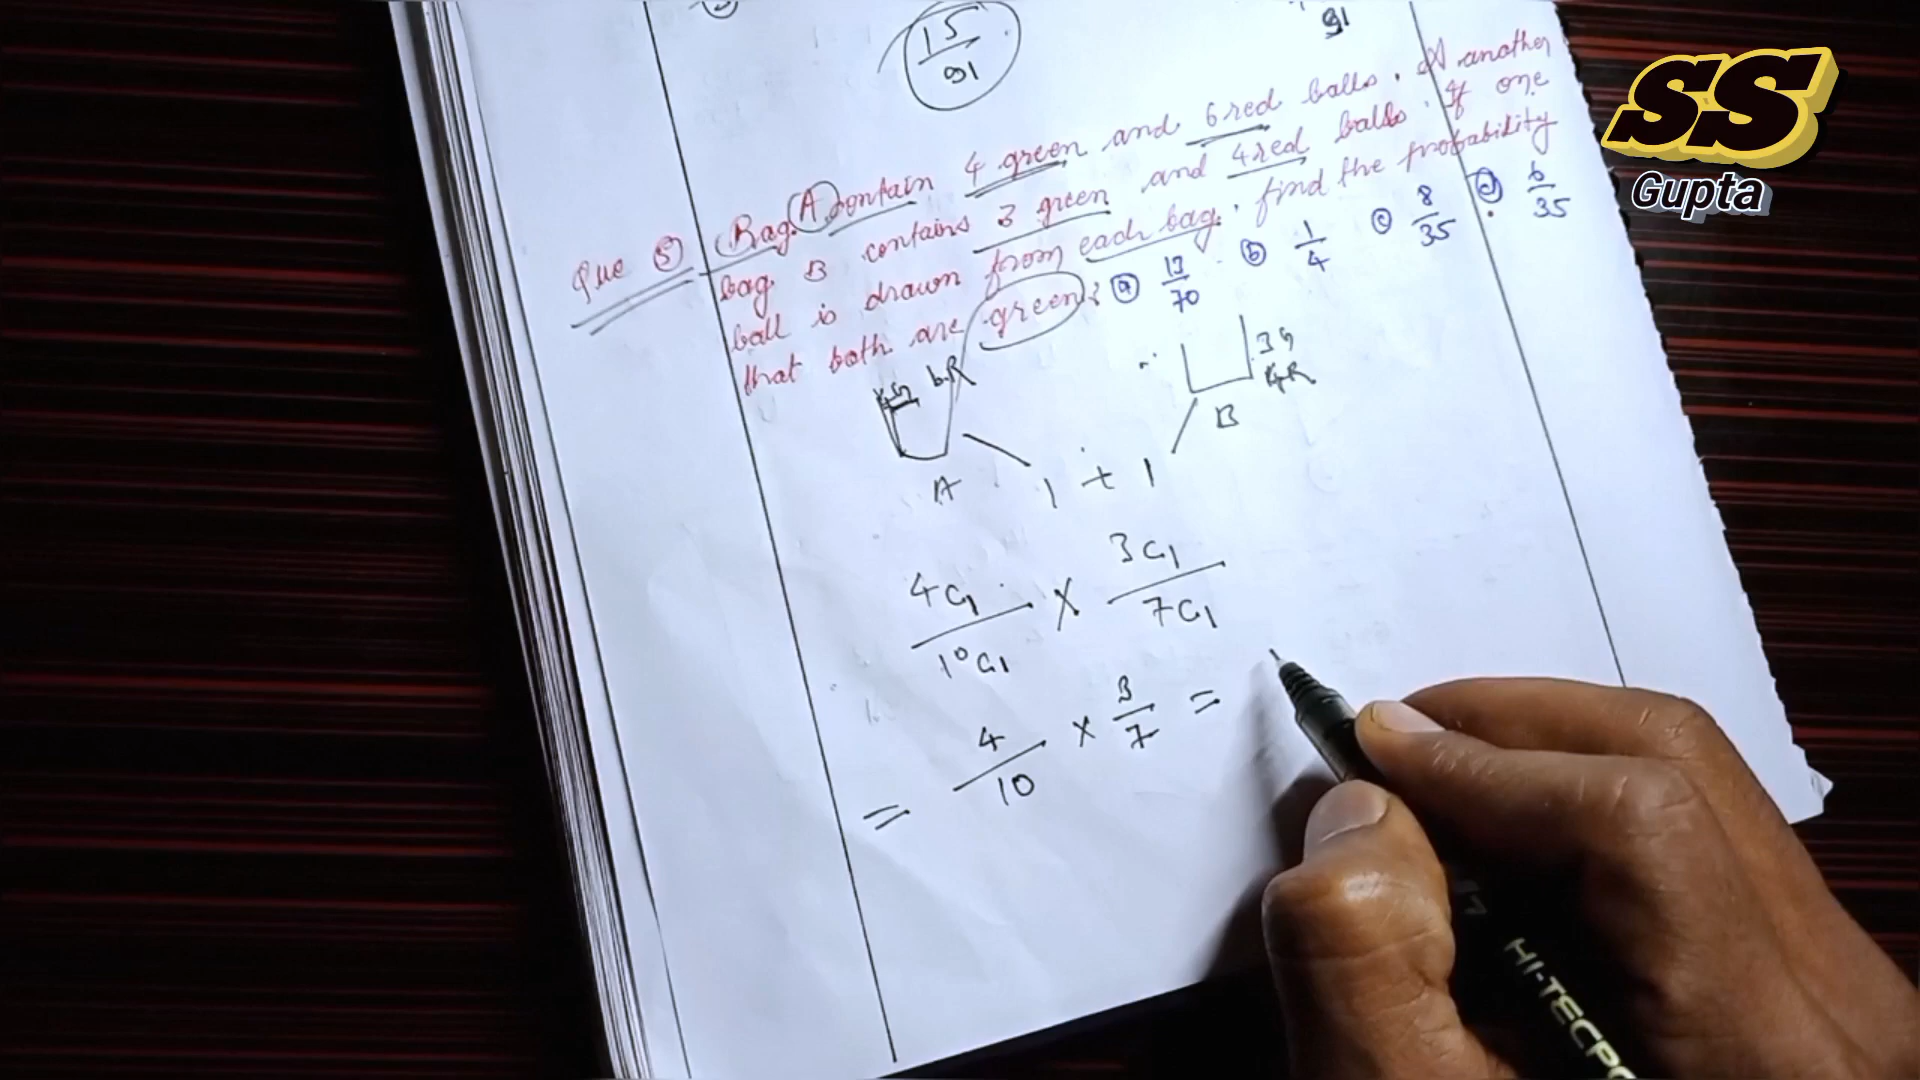 15/91
91
Que ⑤ Bag A contain 4 green and 6 red balls. A another
bag B contains 3 green and 4 red balls. If one
ball is drawn from each bag. find the probability
that both are green? ⓐ 13/70 ⓑ 1/4 ⓒ 8/35 ⓓ 6/35
4G 6R
3G
4R
A
B
1 + 1
4C1/10C1 × 3C1/7C1
= 4/10 × 3/7 =
SS
Gupta
HI-TECPO